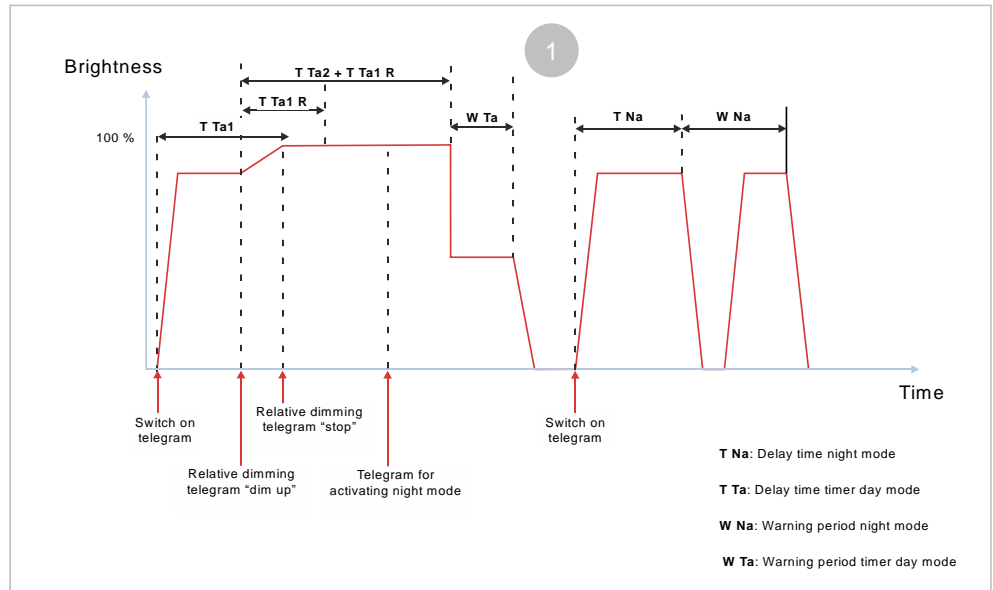 1
Brightness
T Ta2 + T Ta1 R
T Ta1 R
T Ta1
W Ta
T Na
W Na
100 %
Time
Switch on
telegram
Relative dimming
telegram “stop”
Switch on
telegram
Relative dimming
telegram “dim up”
Telegram for
activating night mode
T Na: Delay time night mode
T Ta: Delay time timer day mode
W Na: Warning period night mode
W Ta: Warning period timer day mode